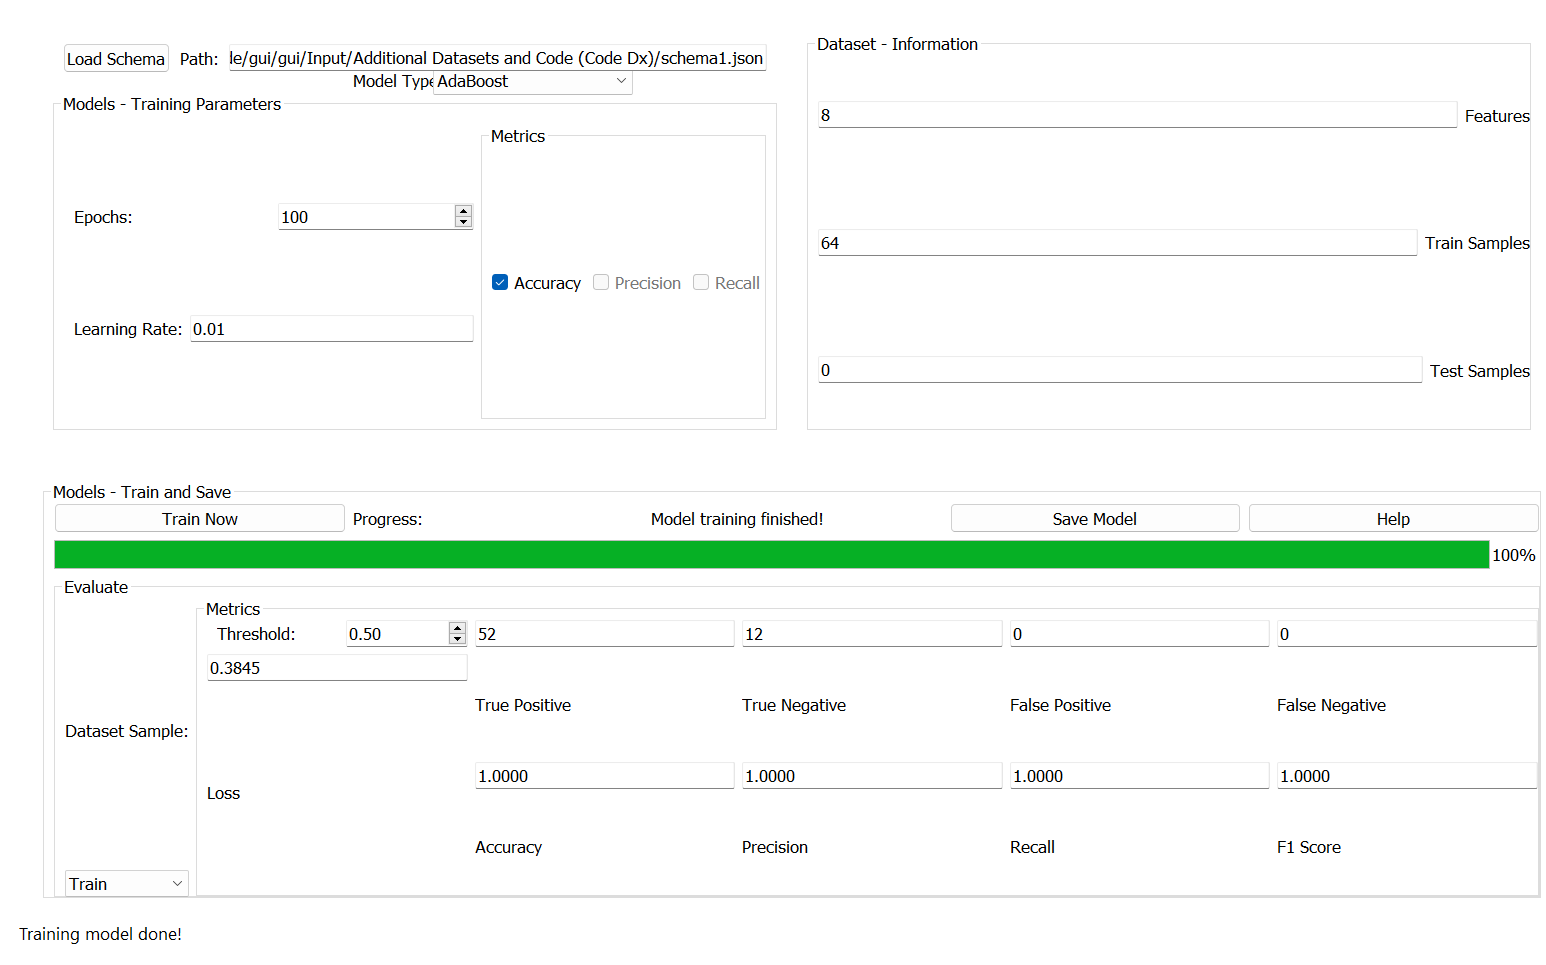 Load Schema Path: le/gui/gui/Input/Additional Datasets and Code (Code Dx)/schema1.json
Model Type AdaBoost
Models - Training Parameters
Metrics
Epochs: 100
Accuracy Precision Recall
Learning Rate: 0.01
Dataset - Information
8 Features
64 Train Samples
0 Test Samples
Models - Train and Save
Train Now Progress: Model training finished! Save Model Help
100%
Evaluate
Metrics
Threshold: 0.50 52 12 0 0
0.3845
True Positive True Negative False Positive False Negative
Dataset Sample:
1.0000 1.0000 1.0000 1.0000
Loss
Accuracy Precision Recall F1 Score
Train
Training model done!